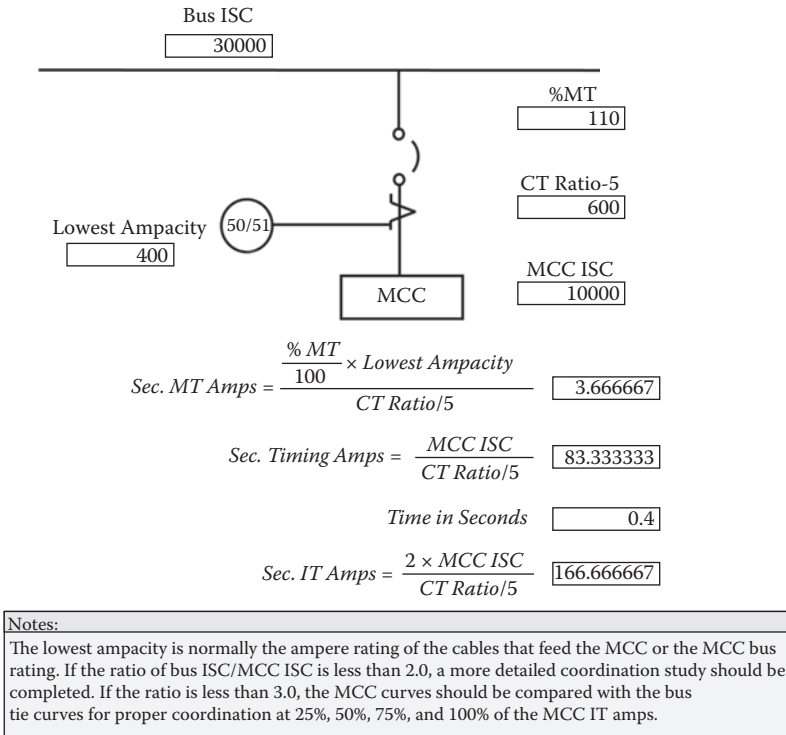 Bus ISC
30000
%MT
110
CT Ratio-5
600
Lowest Ampacity
400
50/51
MCC ISC
10000
MCC
Sec. MT Amps = % MT / 100 × Lowest Ampacity / CT Ratio/5
3.666667
Sec. Timing Amps = MCC ISC / CT Ratio/5
83.333333
Time in Seconds
0.4
Sec. IT Amps = 2 × MCC ISC / CT Ratio/5
166.666667
Notes:
The lowest ampacity is normally the ampere rating of the cables that feed the MCC or the MCC bus
rating. If the ratio of bus ISC/MCC ISC is less than 2.0, a more detailed coordination study should be
completed. If the ratio is less than 3.0, the MCC curves should be compared with the bus
tie curves for proper coordination at 25%, 50%, 75%, and 100% of the MCC IT amps.